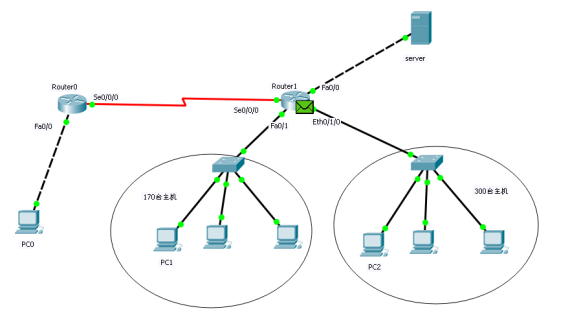 server
Router0
Se0/0/0
Router1
Fa0/0
Se0/0/0
Fa0/0
Fa0/1
Eth0/1/0
170台主机
300台主机
PC0
PC1
PC2